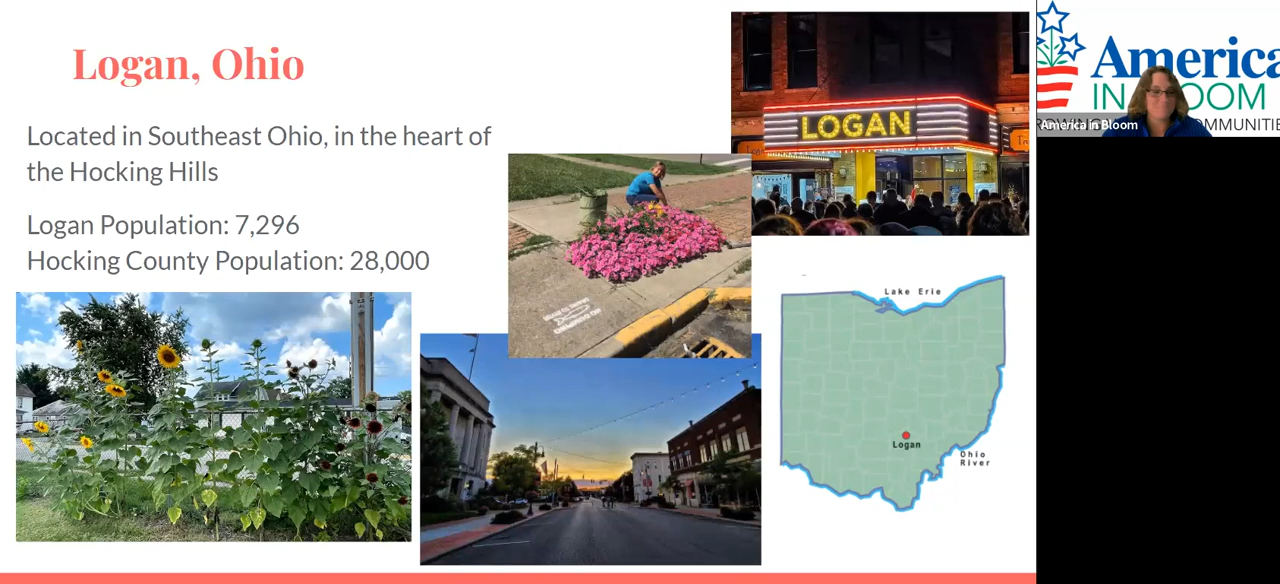 Logan, Ohio
Located in Southeast Ohio, in the heart of
the Hocking Hills
Logan Population: 7,296
Hocking County Population: 28,000
LOGAN
Lake Erie
Logan
Ohio
River
America
IN BLOOM
America in Bloom